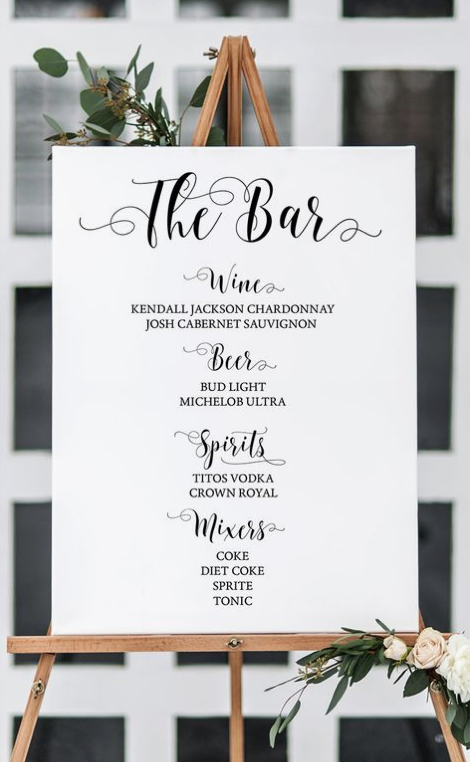 The Bar
Wine
KENDALL JACKSON CHARDONNAY
JOSH CABERNET SAUVIGNON
Beer
BUD LIGHT
MICHELOB ULTRA
Spirits
TITOS VODKA
CROWN ROYAL
Mixers
COKE
DIET COKE
SPRITE
TONIC